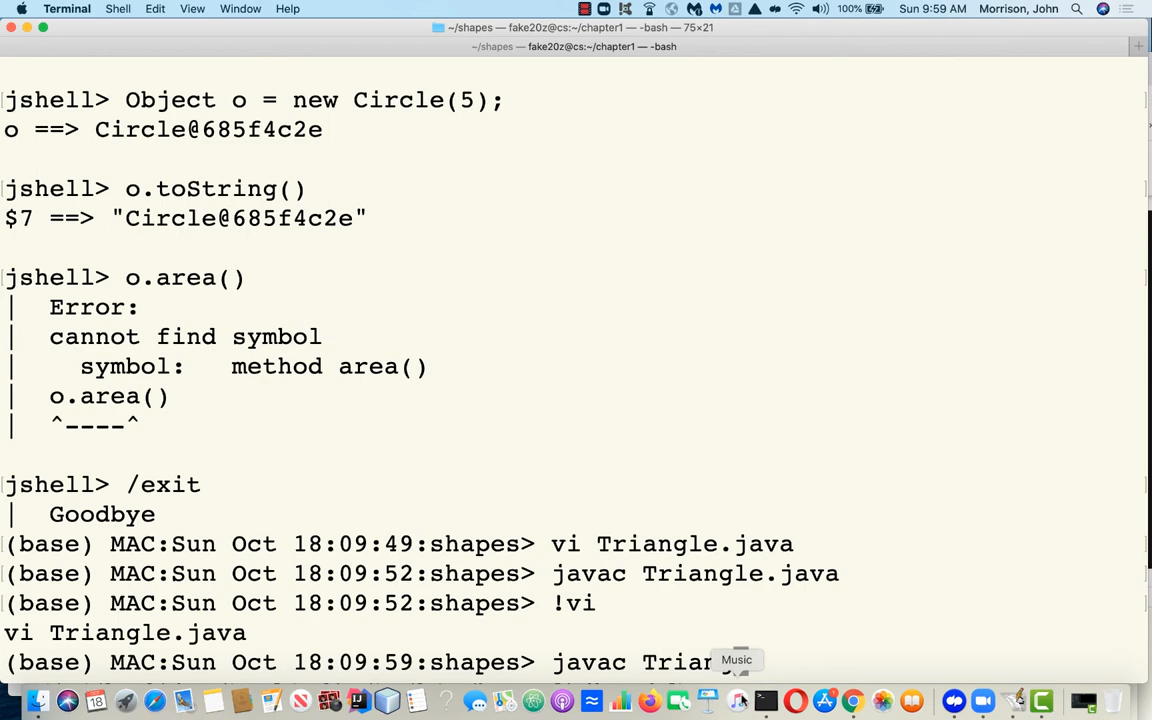 Terminal Shell Edit View Window Help 100% Sun 9:59 AM Morrison, John
~/shapes — fake20z@cs:~/chapter1 — -bash — 75×21
~/shapes — fake20z@cs:~/chapter1 — -bash
jshell> Object o = new Circle(5);
o ==> Circle@685f4c2e
jshell> o.toString()
$7 ==> "Circle@685f4c2e"
jshell> o.area()
| Error:
| cannot find symbol
| symbol: method area()
| o.area()
| ^----^
jshell> /exit
| Goodbye
(base) MAC:Sun Oct 18:09:49:shapes> vi Triangle.java
(base) MAC:Sun Oct 18:09:52:shapes> javac Triangle.java
(base) MAC:Sun Oct 18:09:52:shapes> !vi
vi Triangle.java
(base) MAC:Sun Oct 18:09:59:shapes> javac Triang
Music
18